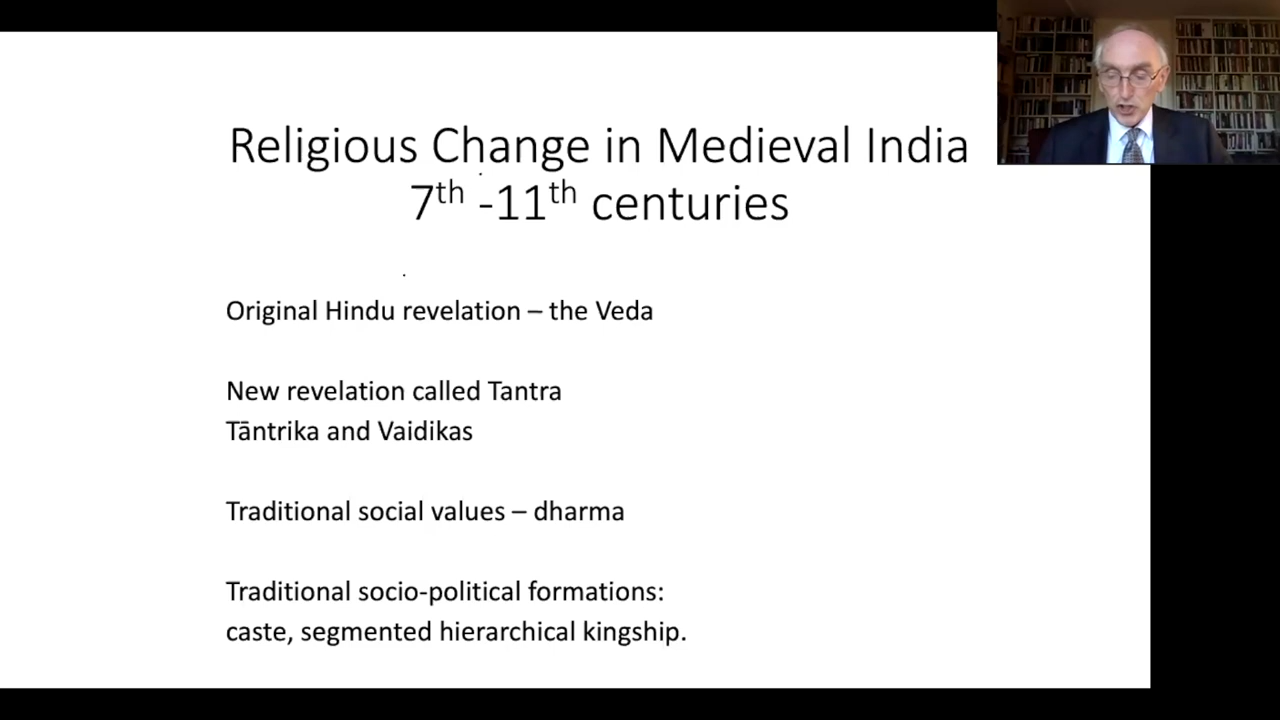 Religious Change in Medieval India
7th -11th centuries
Original Hindu revelation – the Veda
New revelation called Tantra
Tāntrika and Vaidikas
Traditional social values – dharma
Traditional socio-political formations:
caste, segmented hierarchical kingship.